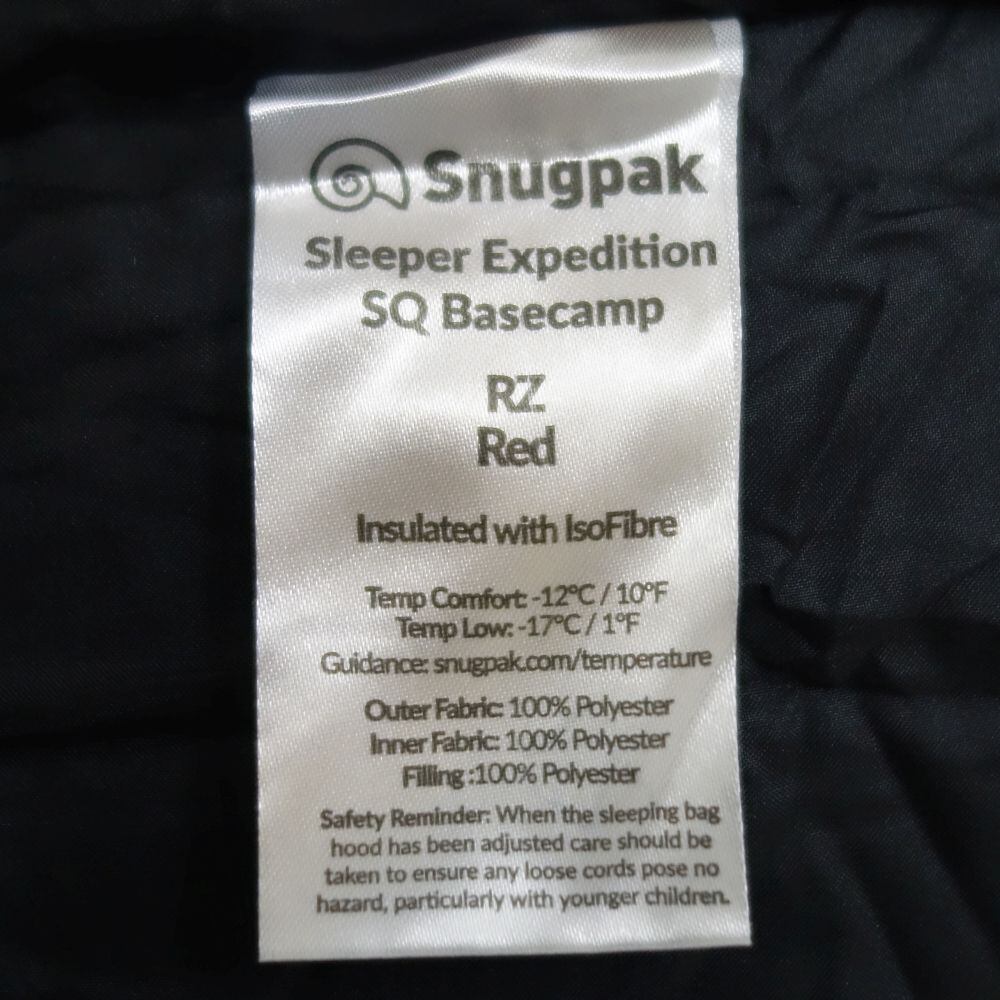 Snugpak
Sleeper Expedition
SQ Basecamp
RZ
Red
Insulated with IsoFibre
Temp Comfort: -12°C / 10°F
Temp Low: -17°C / 1°F
Guidance: snugpak.com/temperature
Outer Fabric: 100% Polyester
Inner Fabric: 100% Polyester
Filling :100% Polyester
Safety Reminder: When the sleeping bag
hood has been adjusted care should be
taken to ensure any loose cords pose no
hazard, particularly with younger children.